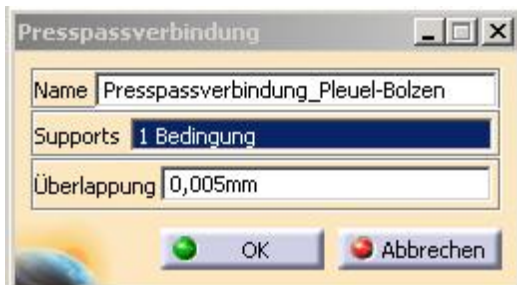 Presspassverbindung
Name Presspassverbindung_Pleuel-Bolzen
Supports 1 Bedingung
Überlappung 0,005mm
OK Abbrechen